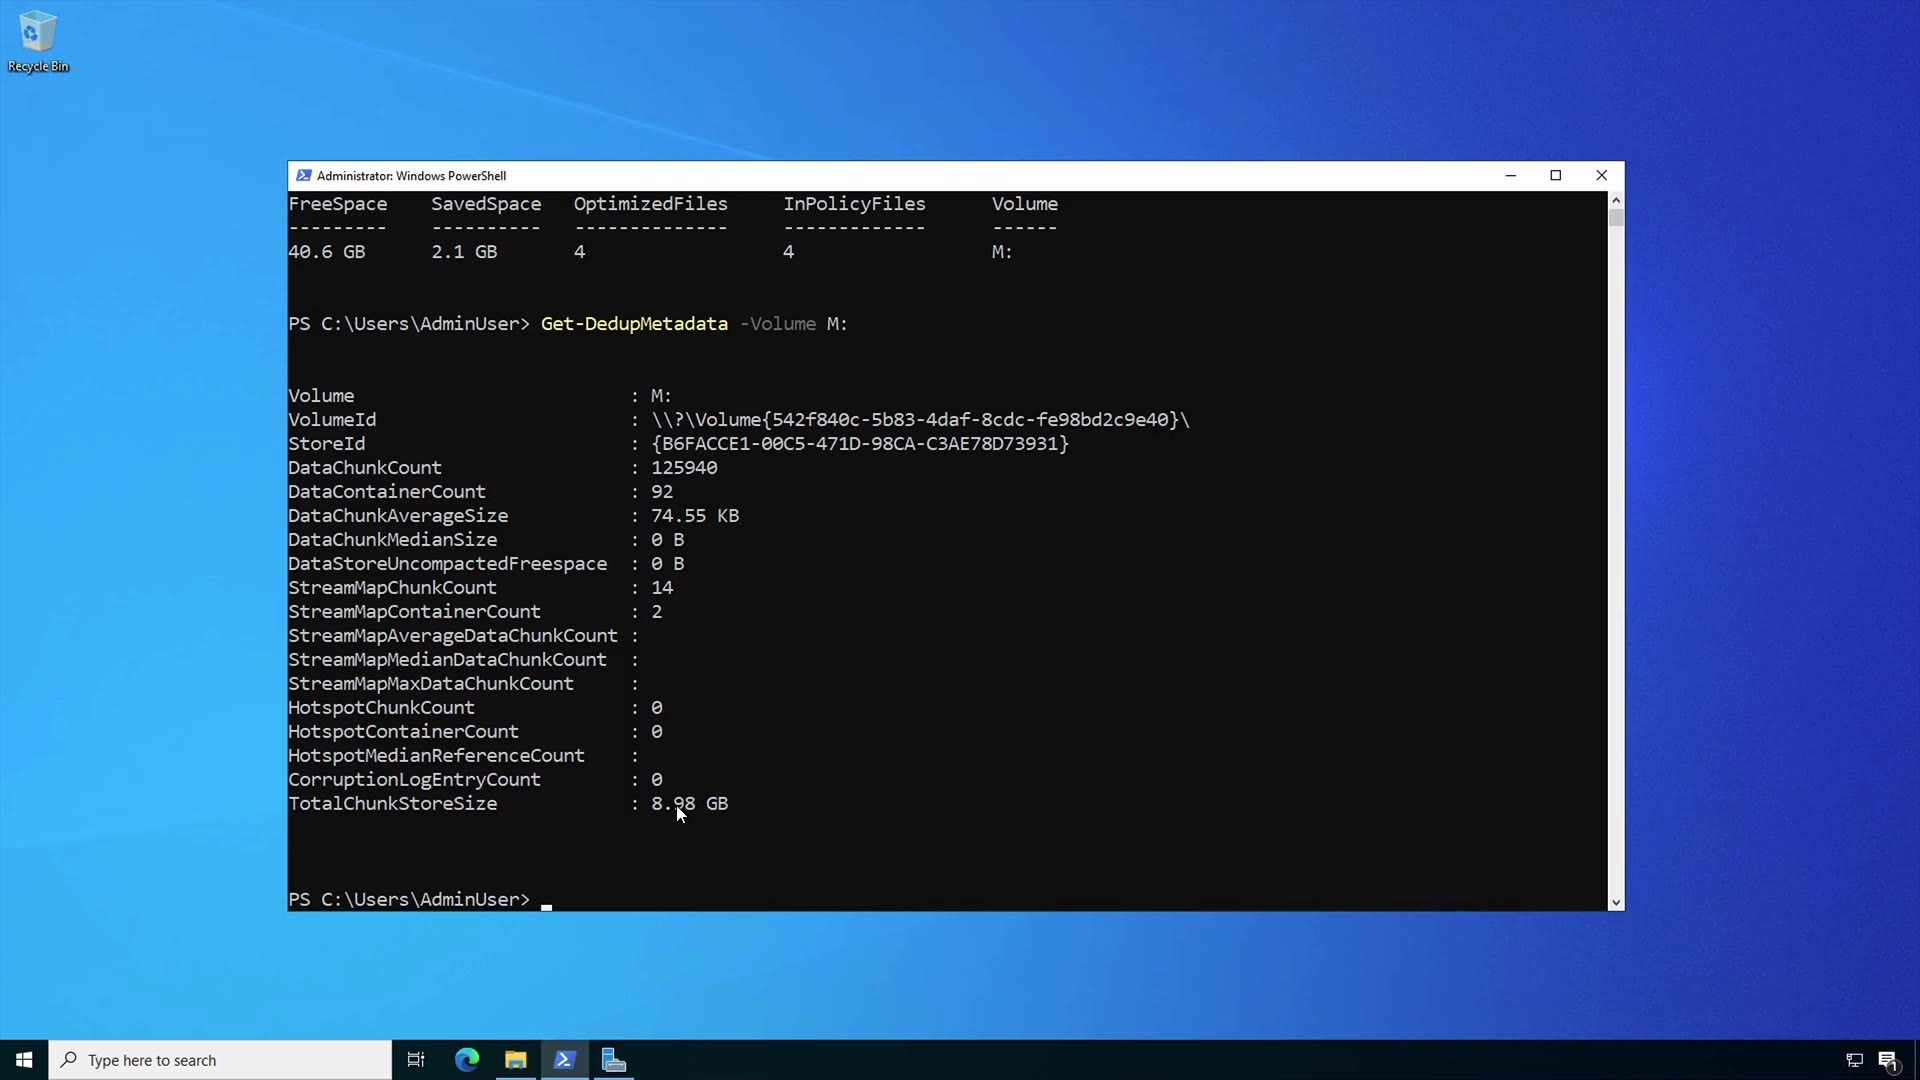 Recycle Bin
Administrator: Windows PowerShell
FreeSpace SavedSpace OptimizedFiles InPolicyFiles Volume
--------- ---------- -------------- ------------- ------
40.6 GB 2.1 GB 4 4 M:
PS C:\Users\AdminUser> Get-DedupMetadata -Volume M:
Volume : M:
VolumeId : \\?\Volume{542f840c-5b83-4daf-8cdc-fe98bd2c9e40}\
StoreId : {B6FACCE1-00C5-471D-98CA-C3AE78D73931}
DataChunkCount : 125940
DataContainerCount : 92
DataChunkAverageSize : 74.55 KB
DataChunkMedianSize : 0 B
DataStoreUncompactedFreespace : 0 B
StreamMapChunkCount : 14
StreamMapContainerCount : 2
StreamMapAverageDataChunkCount :
StreamMapMedianDataChunkCount :
StreamMapMaxDataChunkCount :
HotspotChunkCount : 0
HotspotContainerCount : 0
HotspotMedianReferenceCount :
CorruptionLogEntryCount : 0
TotalChunkStoreSize : 8.98 GB
PS C:\Users\AdminUser>
Type here to search
1